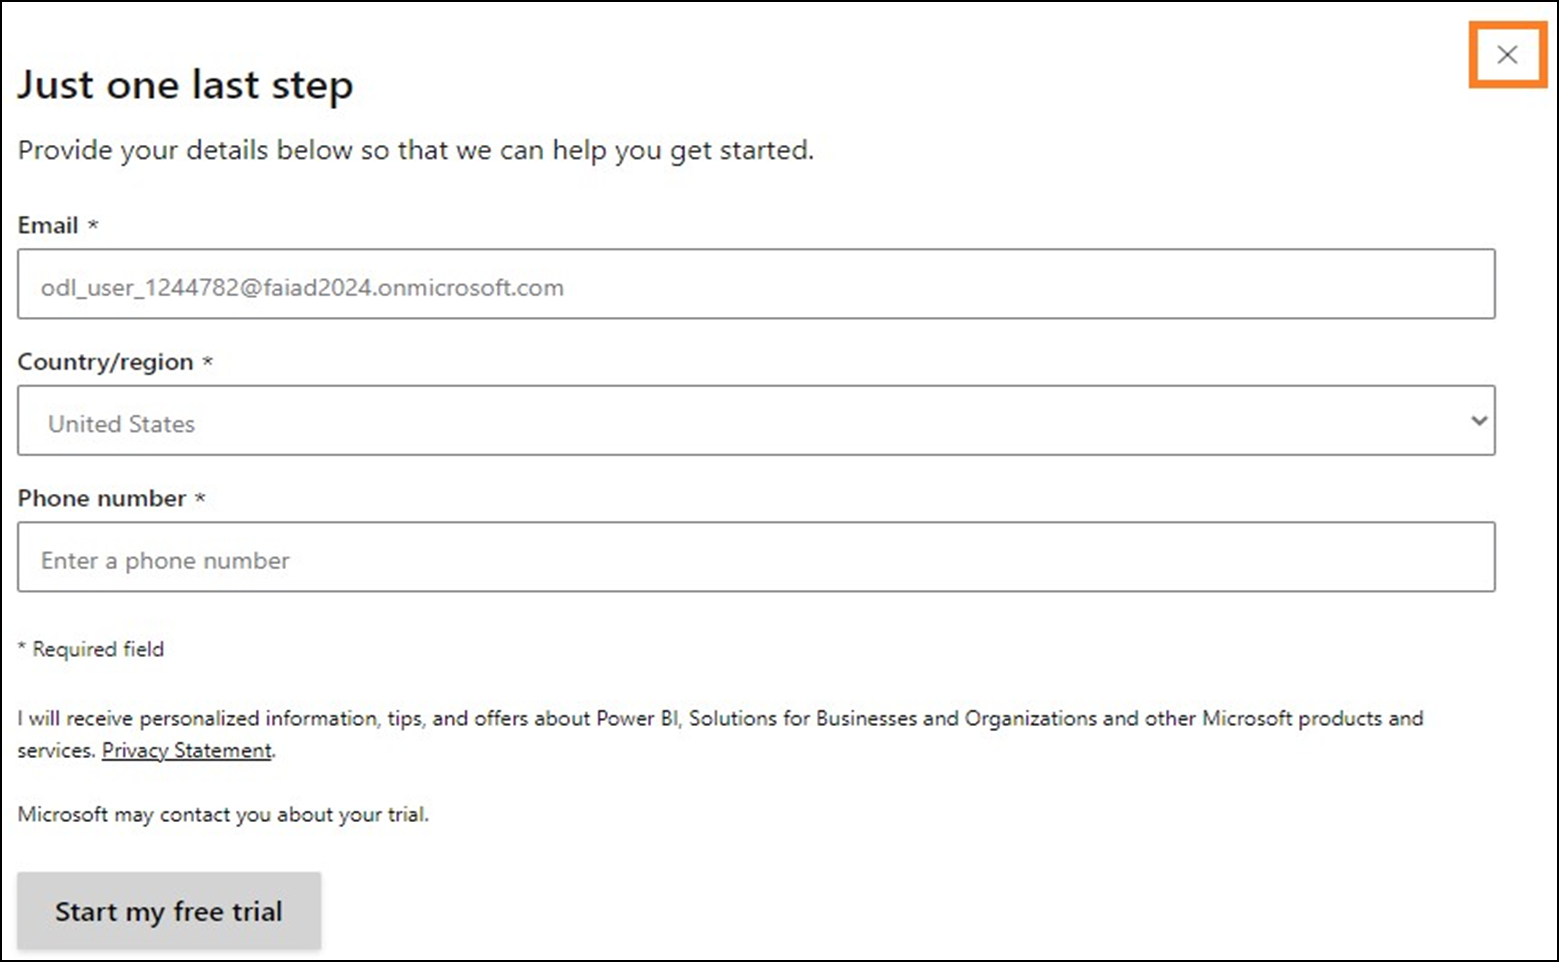 Just one last step
Provide your details below so that we can help you get started.
Email *
odl_user_1244782@faiad2024.onmicrosoft.com
Country/region *
United States
Phone number *
Enter a phone number
* Required field
I will receive personalized information, tips, and offers about Power BI, Solutions for Businesses and Organizations and other Microsoft products and
services. Privacy Statement.
Microsoft may contact you about your trial.
Start my free trial